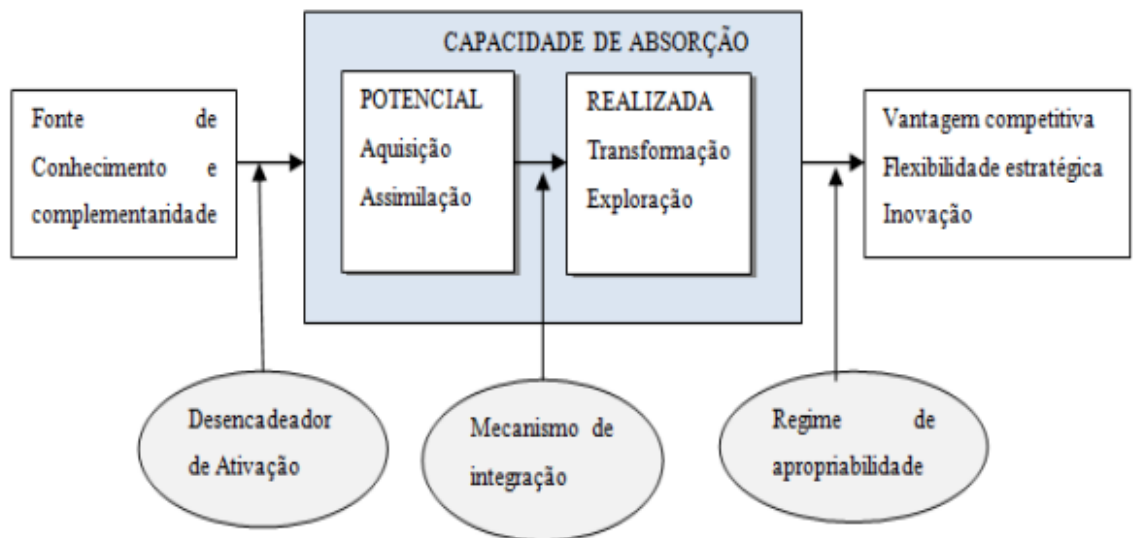 CAPACIDADE DE ABSORÇÃO
Fonte de
Conhecimento e
complementaridade
POTENCIAL
Aquisição
Assimilação
REALIZADA
Transformação
Exploração
Vantagem competitiva
Flexibilidade estratégica
Inovação
Desencadeador
de Ativação
Mecanismo de
integração
Regime de
apropriabilidade